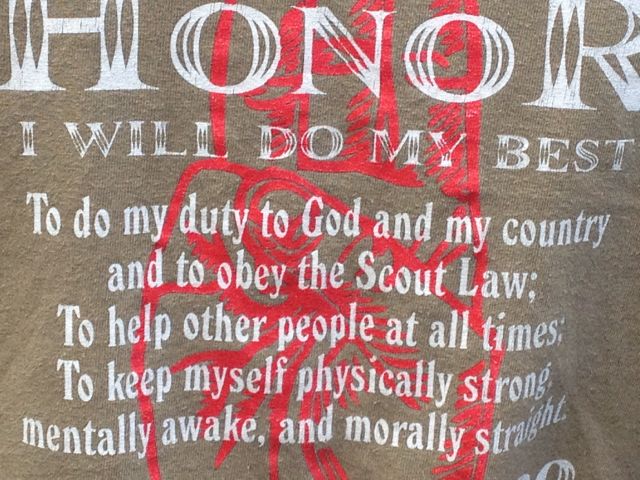 HONOR
I WILL DO MY BEST
To do my duty to God and my country
and to obey the Scout Law;
To help other people at all times;
To keep myself physically strong,
mentally awake, and morally straight.